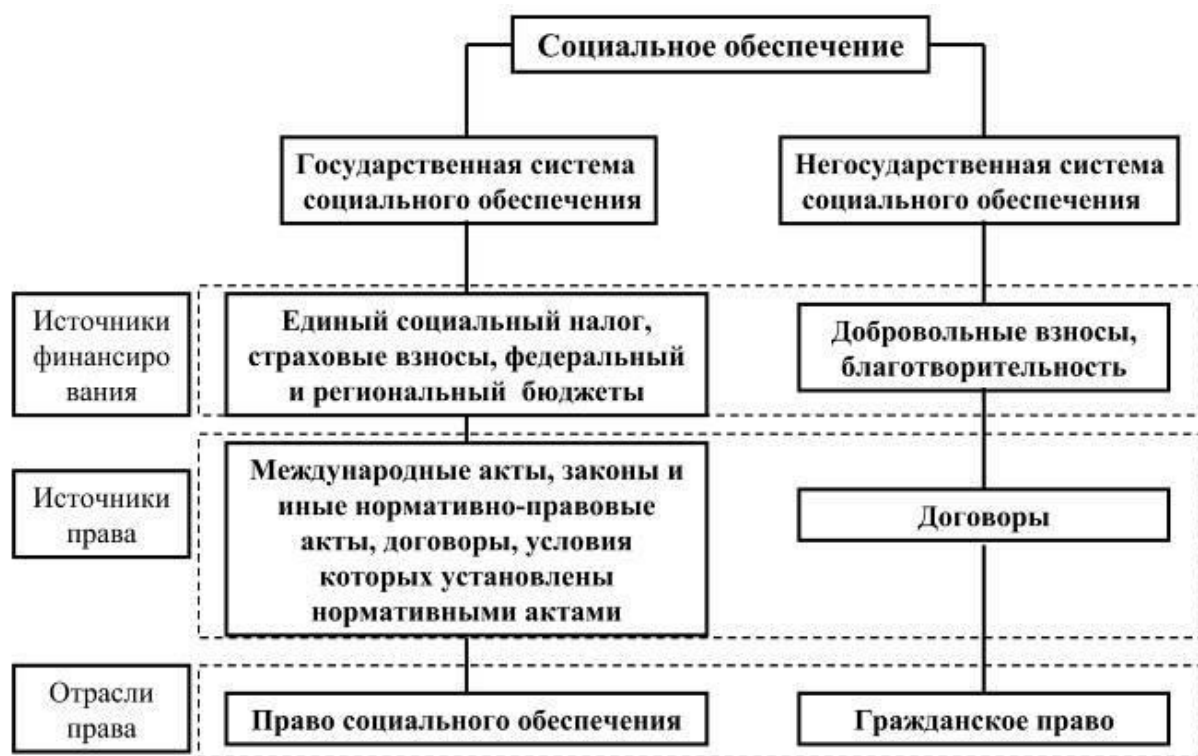 Социальное обеспечение
Государственная система
социального обеспечения
Негосударственная система
социального обеспечения
Источники
финансиро
вания
Единый социальный налог,
страховые взносы, федеральный
и региональный бюджеты
Добровольные взносы,
благотворительность
Источники
права
Международные акты, законы и
иные нормативно-правовые
акты, договоры, условия
которых установлены
нормативными актами
Договоры
Отрасли
права
Право социального обеспечения
Гражданское право